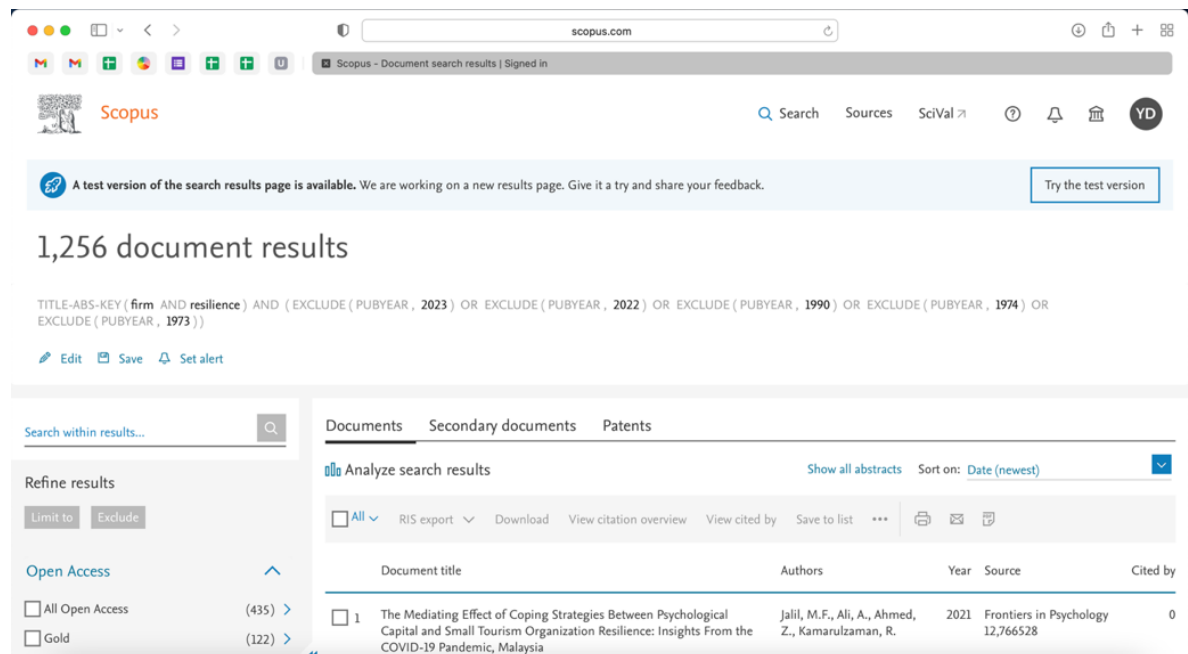 scopus.com
Scopus - Document search results | Signed in
Scopus
Search Sources SciVal YD
A test version of the search results page is available. We are working on a new results page. Give it a try and share your feedback.
Try the test version
1,256 document results
TITLE-ABS-KEY ( firm AND resilience ) AND ( EXCLUDE ( PUBYEAR , 2023 ) OR EXCLUDE ( PUBYEAR , 2022 ) OR EXCLUDE ( PUBYEAR , 1990 ) OR EXCLUDE ( PUBYEAR , 1974 ) OR
EXCLUDE ( PUBYEAR , 1973 ) )
Edit Save Set alert
Search within results...
Refine results
Limit to Exclude
Open Access
All Open Access (435)
Gold (122)
Documents Secondary documents Patents
Analyze search results Show all abstracts Sort on: Date (newest)
All RIS export Download View citation overview View cited by Save to list •••
Document title Authors Year Source Cited by
1 The Mediating Effect of Coping Strategies Between Psychological Jalil, M.F., Ali, A., Ahmed, 2021 Frontiers in Psychology 0
Capital and Small Tourism Organization Resilience: Insights From the Z., Kamarulzaman, R. 12,766528
COVID-19 Pandemic, Malaysia